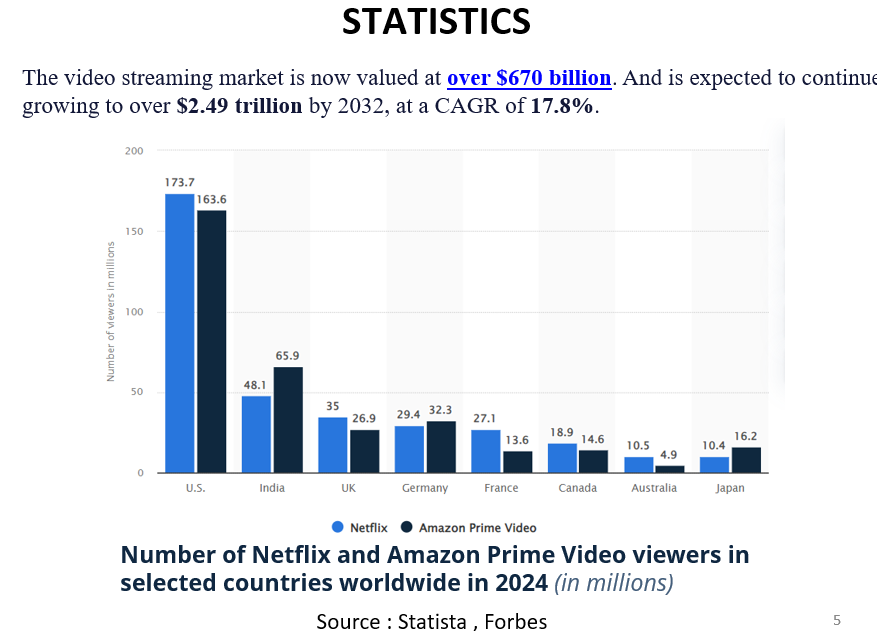 STATISTICS
The video streaming market is now valued at over $670 billion. And is expected to continue
growing to over $2.49 trillion by 2032, at a CAGR of 17.8%.
Number of viewers in millions
200
150
100
50
0
173.7
163.6
48.1
65.9
35
26.9
29.4
32.3
27.1
13.6
18.9
14.6
10.5
4.9
10.4
16.2
U.S.
India
UK
Germany
France
Canada
Australia
Japan
Netflix
Amazon Prime Video
Number of Netflix and Amazon Prime Video viewers in
selected countries worldwide in 2024 (in millions)
Source : Statista , Forbes
5